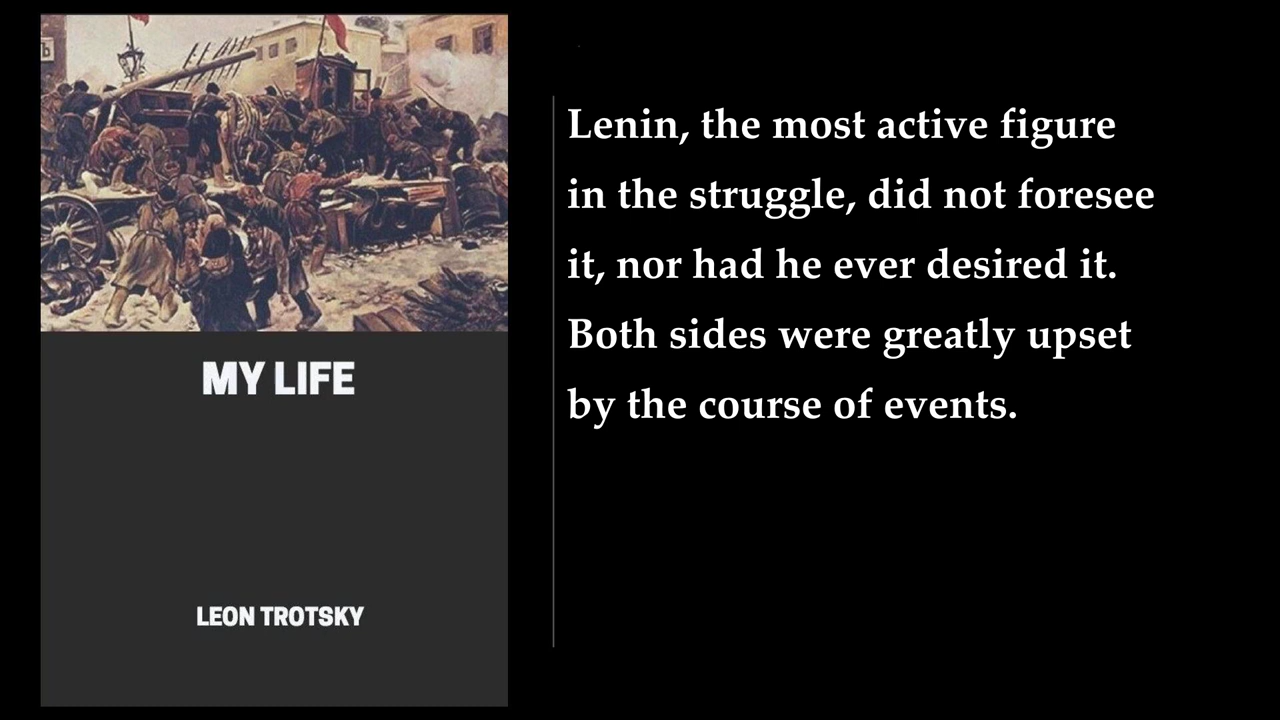 Ъ
MY LIFE
LEON TROTSKY
Lenin, the most active figure
in the struggle, did not foresee
it, nor had he ever desired it.
Both sides were greatly upset
by the course of events.